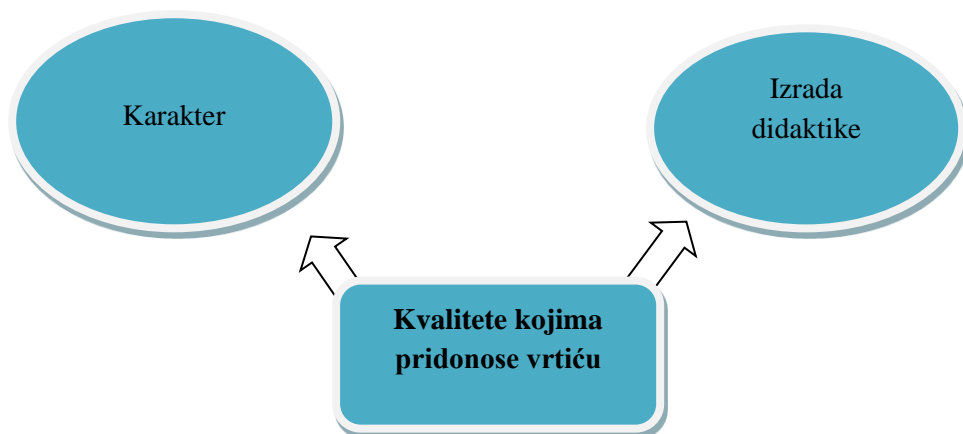 Karakter
Izrada
didaktike
Kvalitete kojima
pridonose vrtiću